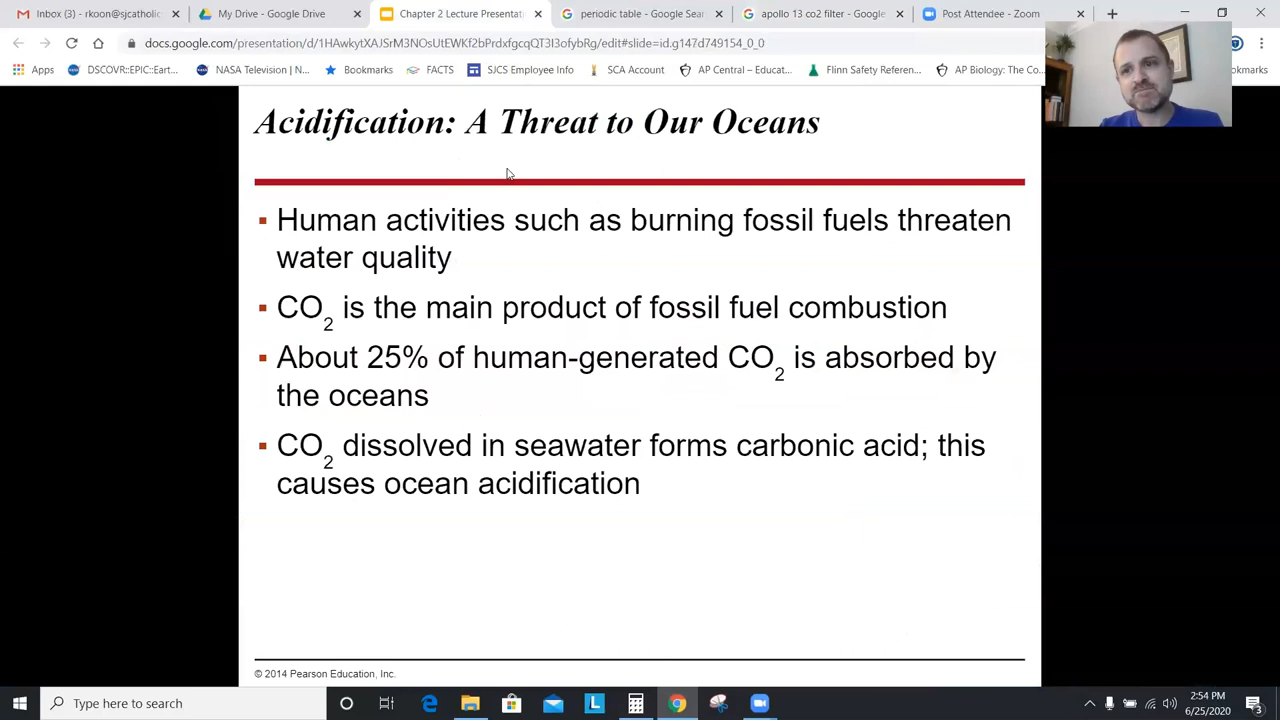 Inbox (3) - rkoon@sjcatholic
My Drive - Google Drive
Chapter 2 Lecture Presentati
periodic table - Google Sear
apollo 13 co2 filter - Google
Post Attendee - Zoom
docs.google.com/presentation/d/1HAwkytXAJSrM3NOsUtEWKf2bPrdxfgcqQT3I3ofybRg/edit#slide=id.g147d749154_0_0
Apps
DSCOVR::EPIC::Eart...
NASA Television | N...
Bookmarks
FACTS
SJCS Employee Info
SCA Account
AP Central – Educat...
Flinn Safety Referen...
AP Biology: The Co...
Acidification: A Threat to Our Oceans
▪ Human activities such as burning fossil fuels threaten
water quality
▪ CO2 is the main product of fossil fuel combustion
▪ About 25% of human-generated CO2 is absorbed by
the oceans
▪ CO2 dissolved in seawater forms carbonic acid; this
causes ocean acidification
© 2014 Pearson Education, Inc.
Type here to search
2:54 PM
6/25/2020